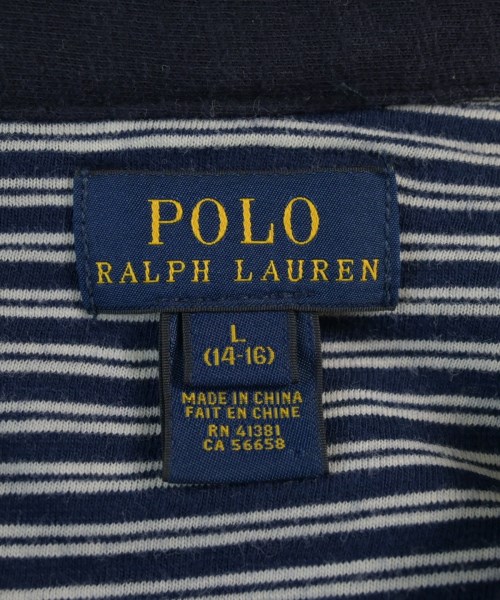 POLO
RALPH LAUREN
L
(14-16)
MADE IN CHINA
FAIT EN CHINE
RN 41381
CA 56658